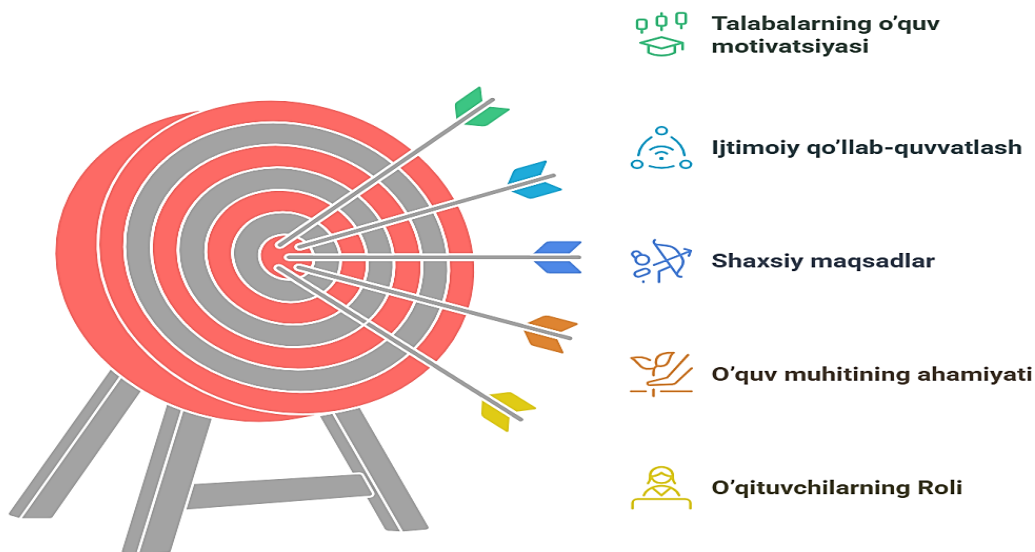 Talabalarning o’quv
motivatsiyasi
Ijtimoiy qo’llab-quvvatlash
Shaxsiy maqsadlar
O’quv muhitining ahamiyati
O’qituvchilarning Roli